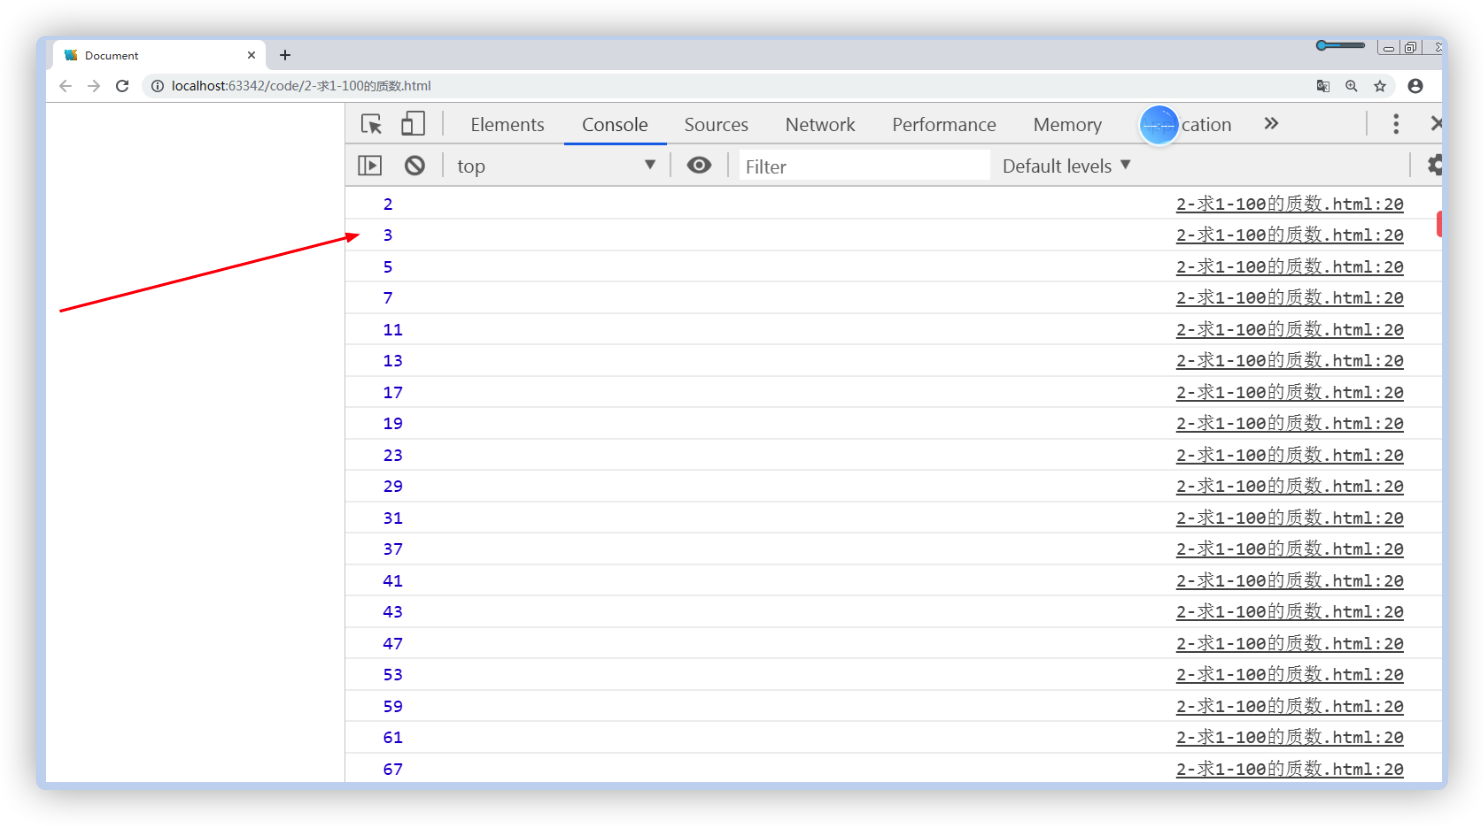 Document
localhost:63342/code/2-求1-100的质数.html
Elements Console Sources Network Performance Memory cation
top Filter Default levels
2 2-求1-100的质数.html:20
3 2-求1-100的质数.html:20
5 2-求1-100的质数.html:20
7 2-求1-100的质数.html:20
11 2-求1-100的质数.html:20
13 2-求1-100的质数.html:20
17 2-求1-100的质数.html:20
19 2-求1-100的质数.html:20
23 2-求1-100的质数.html:20
29 2-求1-100的质数.html:20
31 2-求1-100的质数.html:20
37 2-求1-100的质数.html:20
41 2-求1-100的质数.html:20
43 2-求1-100的质数.html:20
47 2-求1-100的质数.html:20
53 2-求1-100的质数.html:20
59 2-求1-100的质数.html:20
61 2-求1-100的质数.html:20
67 2-求1-100的质数.html:20